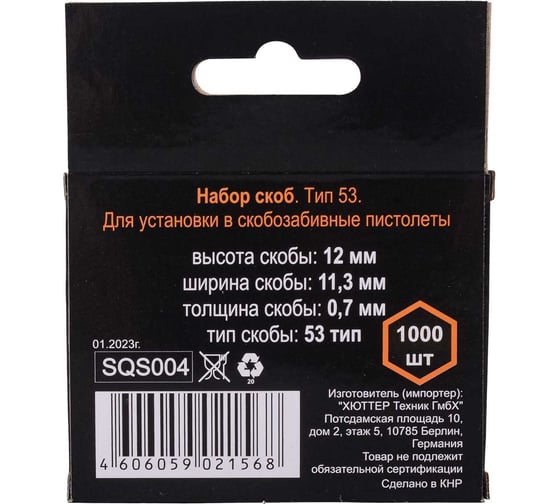 Набор скоб. Тип 53.
Для установки в скобозабивные пистолеты
высота скобы: 12 мм
ширина скобы: 11,3 мм
толщина скобы: 0,7 мм
тип скобы: 53 тип
1000
шт
01.2023г.
SQS004
20
Изготовитель (импортер):
"ХЮТТЕР Техник ГмбХ"
Потсдамская площадь 10,
дом 2, этаж 5, 10785 Берлин,
Германия
Товар не подлежит
обязательной сертификации
Сделано в КНР
4 606059 021568